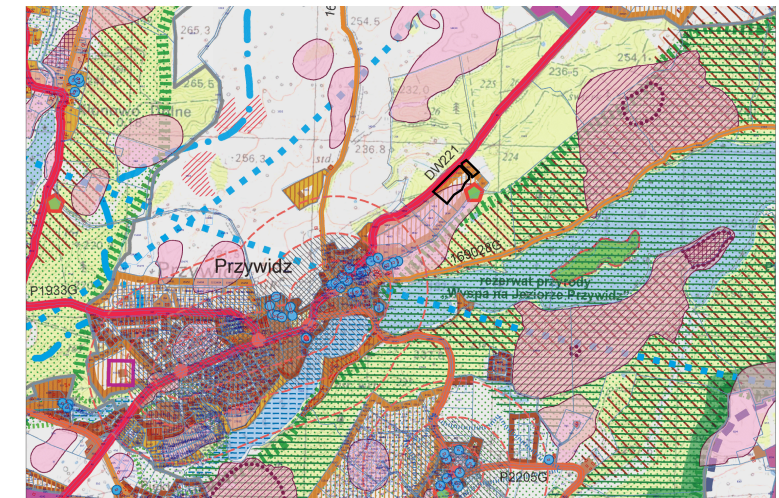 254.5
265,3
254,1
236-5
225
232,0
265,5
236,8
224
256,3
std.
DW221
Przywidz
169028G
P1933G
rezerwat przyrody
„Wyspa na Jeziorze Przywidz"
P2205G